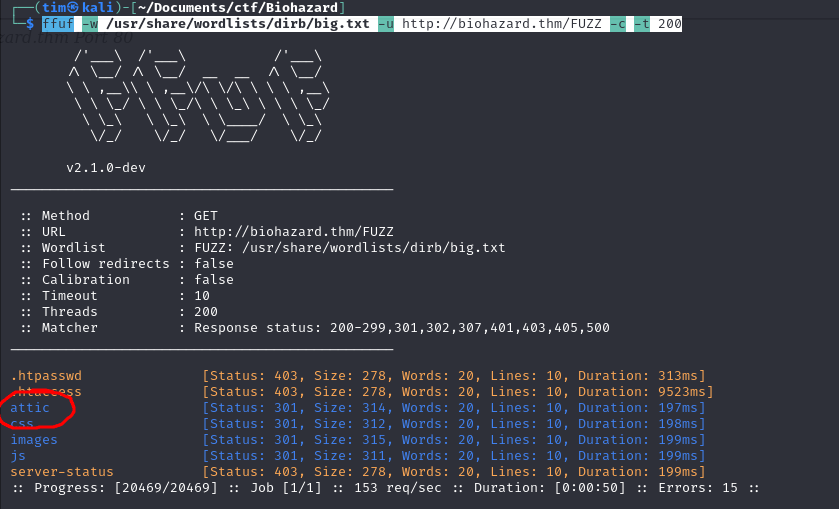 (tim㉿kali)-[~/Documents/ctf/Biohazard]
$ ffuf -w /usr/share/wordlists/dirb/big.txt -u http://biohazard.thm/FUZZ -c -t 200
zard.thm Port 80
v2.1.0-dev
:: Method : GET
:: URL : http://biohazard.thm/FUZZ
:: Wordlist : FUZZ: /usr/share/wordlists/dirb/big.txt
:: Follow redirects : false
:: Calibration : false
:: Timeout : 10
:: Threads : 200
:: Matcher : Response status: 200-299,301,302,307,401,403,405,500
.htpasswd [Status: 403, Size: 278, Words: 20, Lines: 10, Duration: 313ms]
.htaccess [Status: 403, Size: 278, Words: 20, Lines: 10, Duration: 9523ms]
attic [Status: 301, Size: 314, Words: 20, Lines: 10, Duration: 197ms]
css [Status: 301, Size: 312, Words: 20, Lines: 10, Duration: 198ms]
images [Status: 301, Size: 315, Words: 20, Lines: 10, Duration: 199ms]
js [Status: 301, Size: 311, Words: 20, Lines: 10, Duration: 199ms]
server-status [Status: 403, Size: 278, Words: 20, Lines: 10, Duration: 199ms]
:: Progress: [20469/20469] :: Job [1/1] :: 153 req/sec :: Duration: [0:00:50] :: Errors: 15 ::